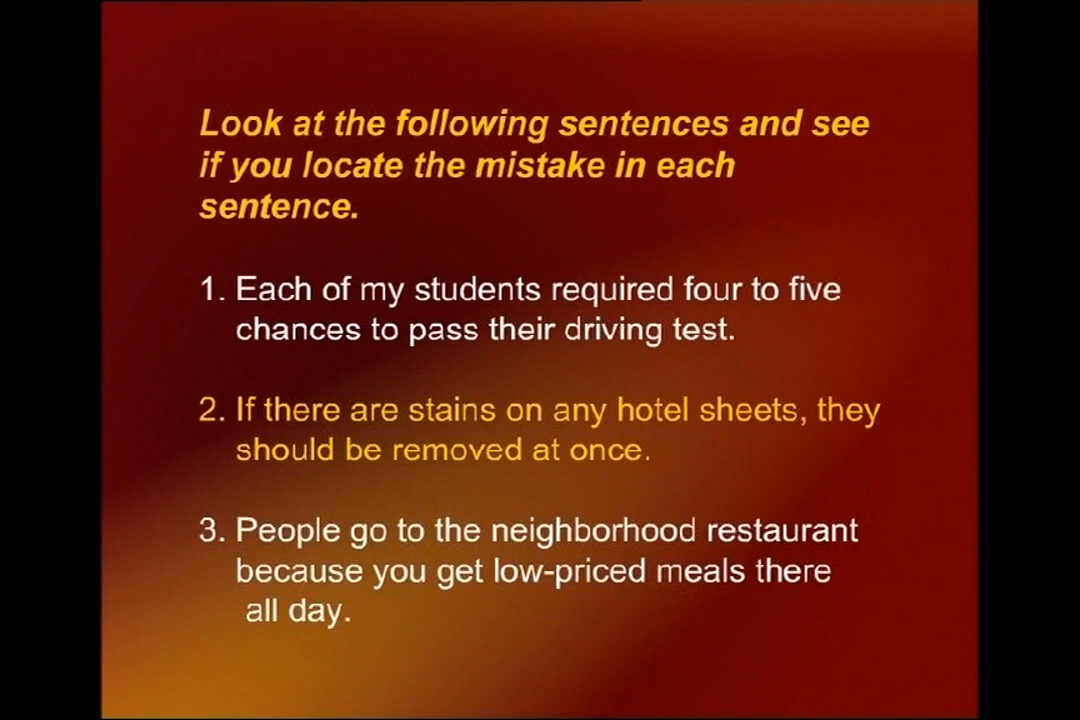 Look at the following sentences and see
if you locate the mistake in each
sentence.
1. Each of my students required four to five
chances to pass their driving test.
2. If there are stains on any hotel sheets, they
should be removed at once.
3. People go to the neighborhood restaurant
because you get low-priced meals there
all day.